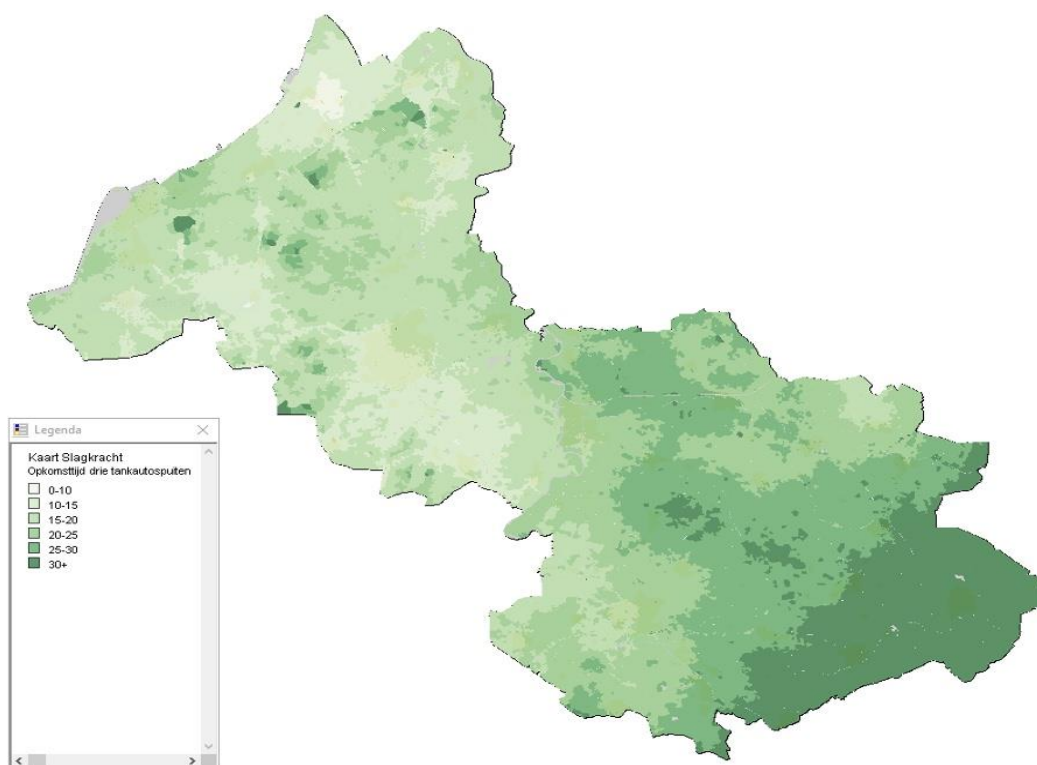 Legenda
Kaart Slagkracht
Opkomsttijd drie tankautospuiten
0-10
10-15
15-20
20-25
25-30
30+